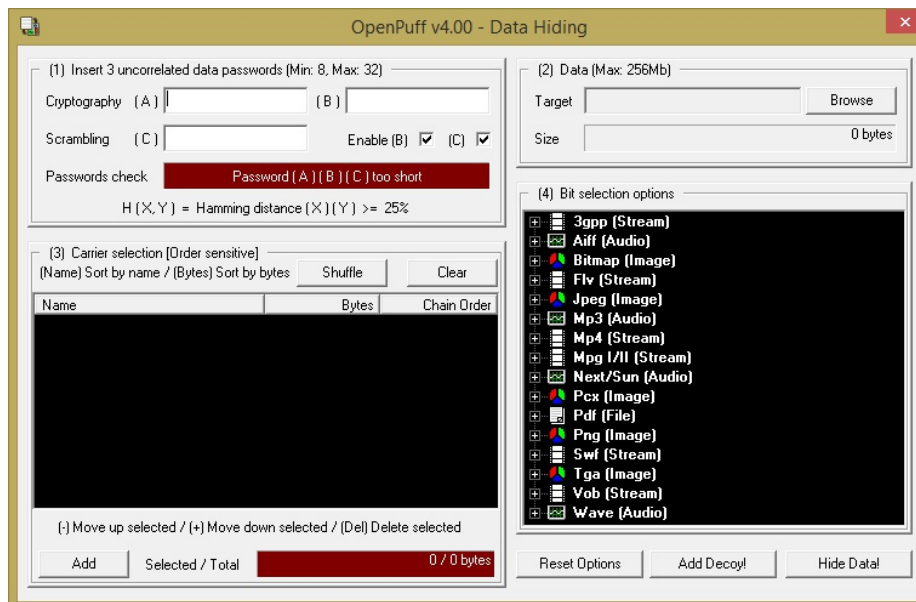 OpenPuff v4.00 - Data Hiding
(1) Insert 3 uncorrelated data passwords (Min: 8, Max: 32)
Cryptography (A) (B)
Scrambling (C) Enable (B) (C)
Passwords check Password (A) (B) (C) too short
H (X,Y) = Hamming distance (X)(Y) >= 25%
(2) Data (Max: 256Mb)
Target Browse
Size 0 bytes
(3) Carrier selection [Order sensitive]
(Name) Sort by name / (Bytes) Sort by bytes Shuffle Clear
Name Bytes Chain Order
(-) Move up selected / (+) Move down selected / (Del) Delete selected
Add Selected / Total 0 / 0 bytes
(4) Bit selection options
3gpp (Stream)
Aiff (Audio)
Bitmap (Image)
Flv (Stream)
Jpeg (Image)
Mp3 (Audio)
Mp4 (Stream)
Mpg I/II (Stream)
Next/Sun (Audio)
Pcx (Image)
Pdf (File)
Png (Image)
Swf (Stream)
Tga (Image)
Vob (Stream)
Wave (Audio)
Reset Options Add Decoy! Hide Data!